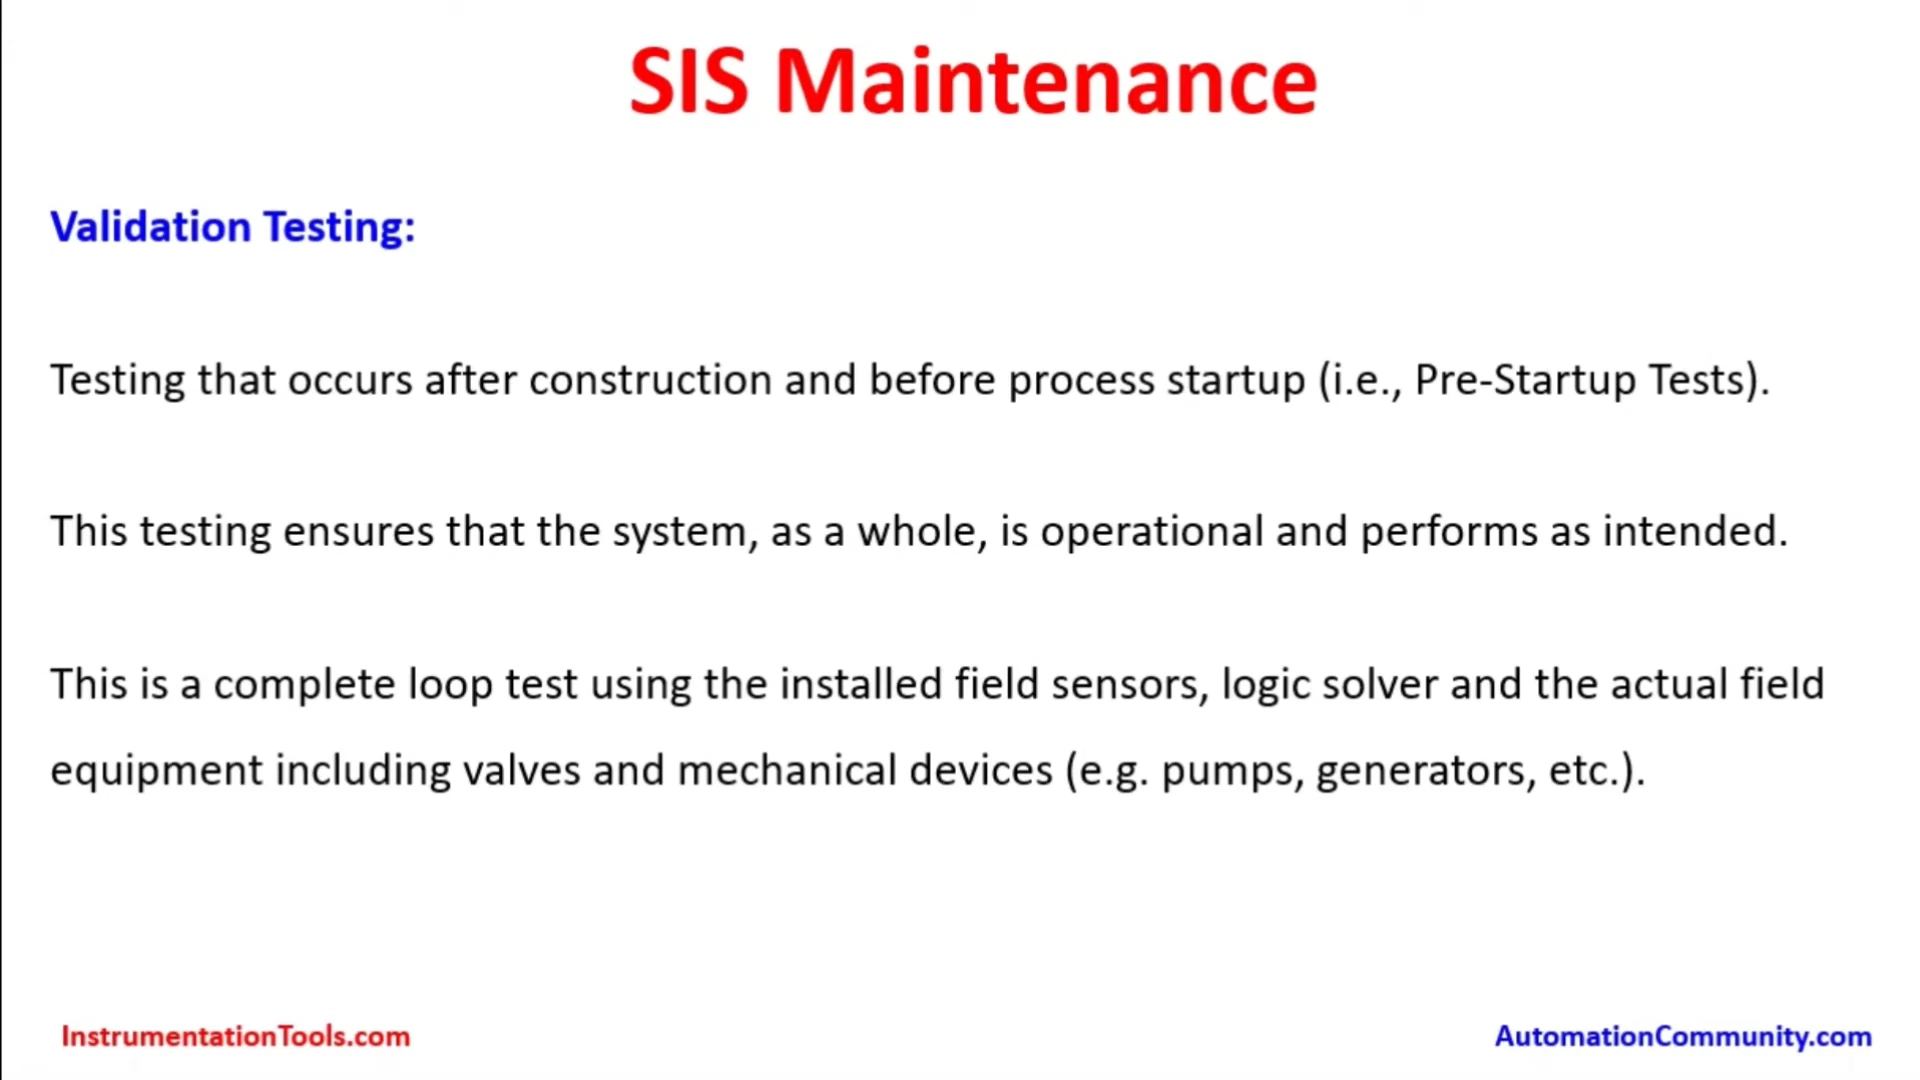 SIS Maintenance
Validation Testing:
Testing that occurs after construction and before process startup (i.e., Pre-Startup Tests).
This testing ensures that the system, as a whole, is operational and performs as intended.
This is a complete loop test using the installed field sensors, logic solver and the actual field
equipment including valves and mechanical devices (e.g. pumps, generators, etc.).
InstrumentationTools.com
AutomationCommunity.com